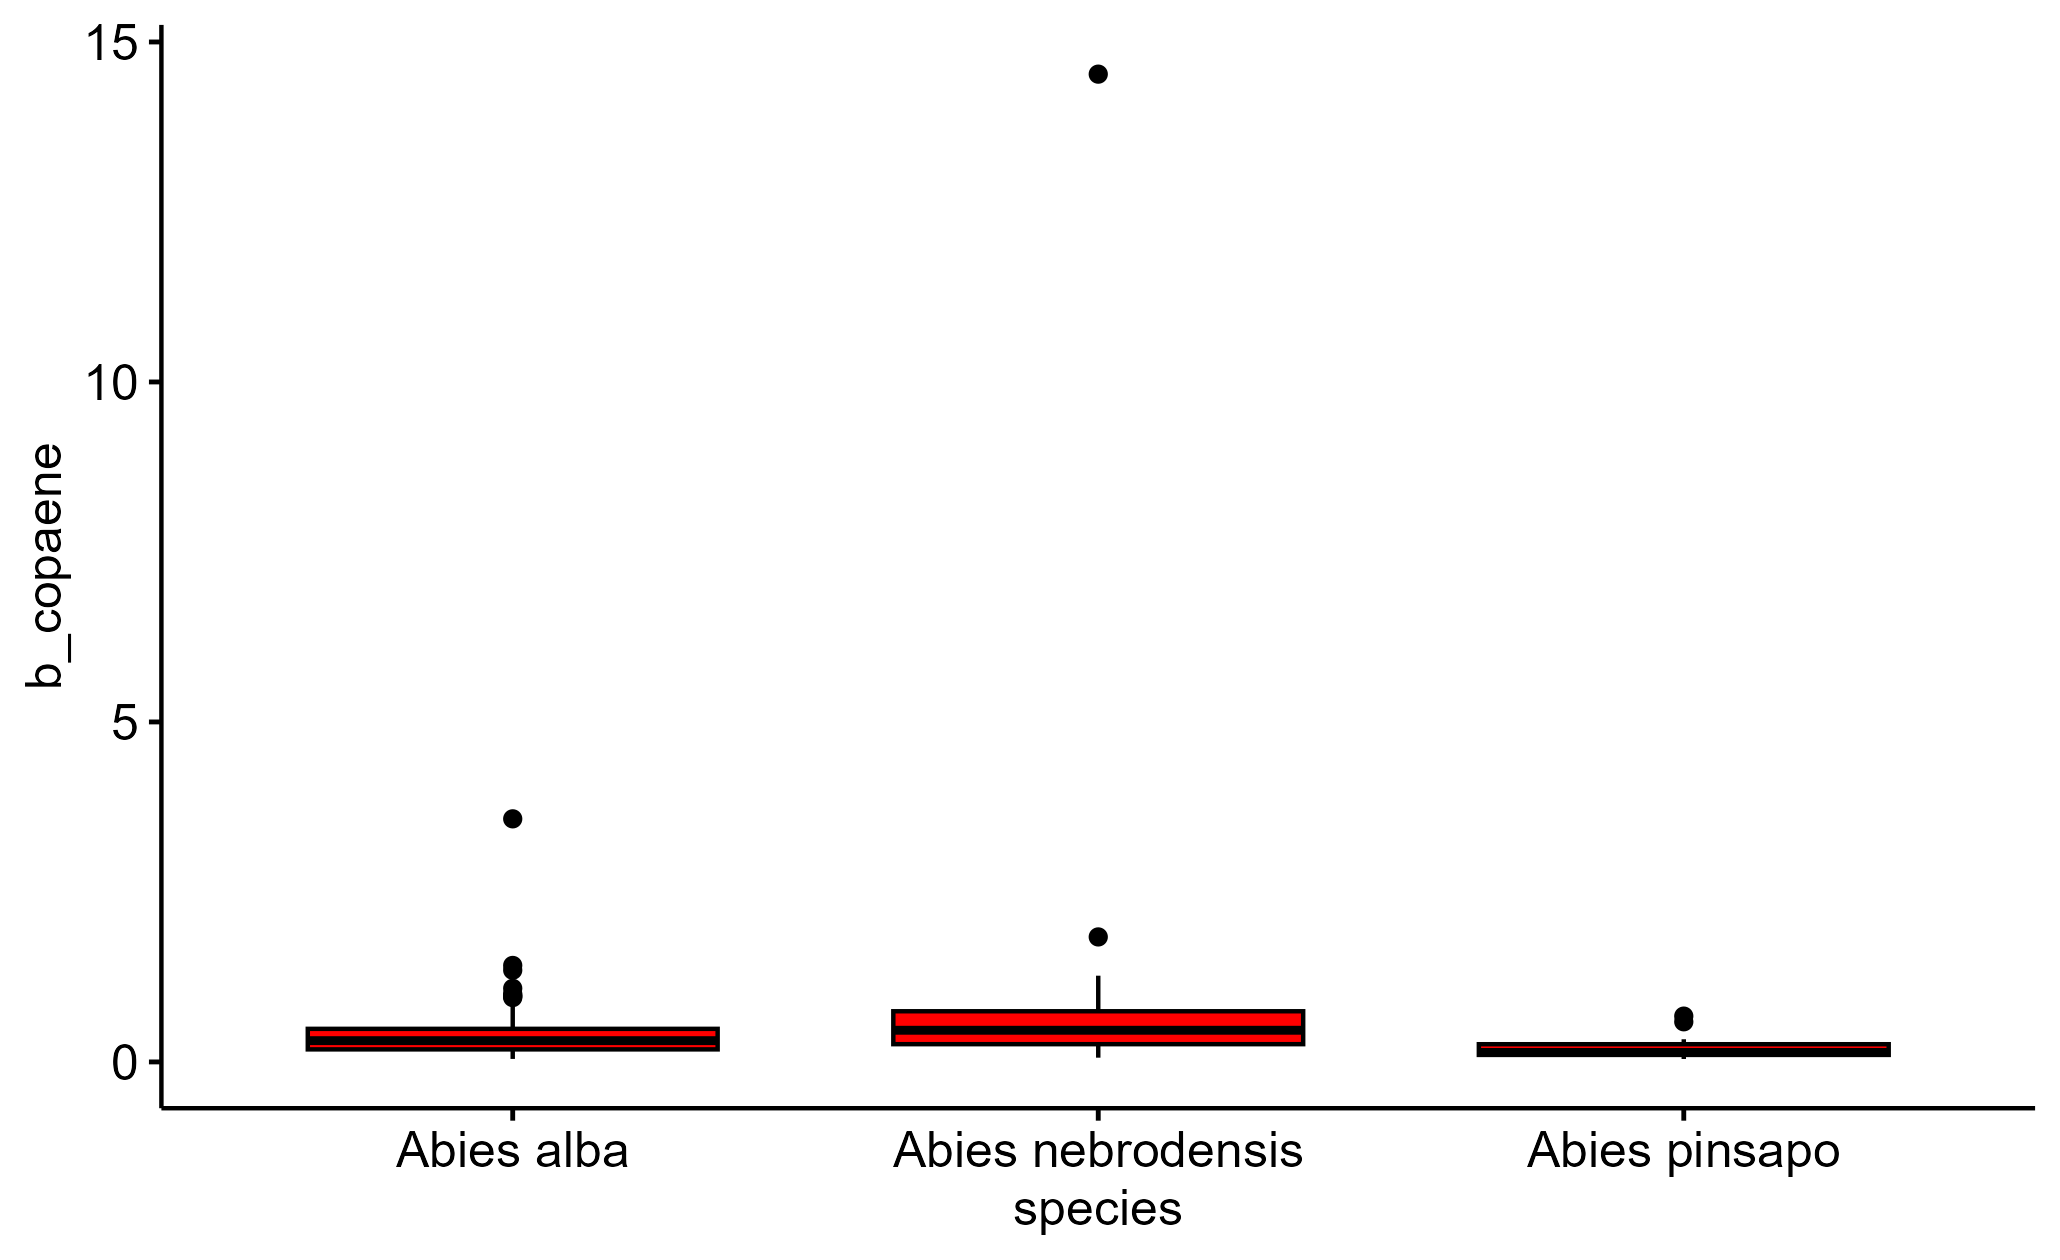 15
10
5
0
b_copaene
Abies alba
Abies nebrodensis
Abies pinsapo
species